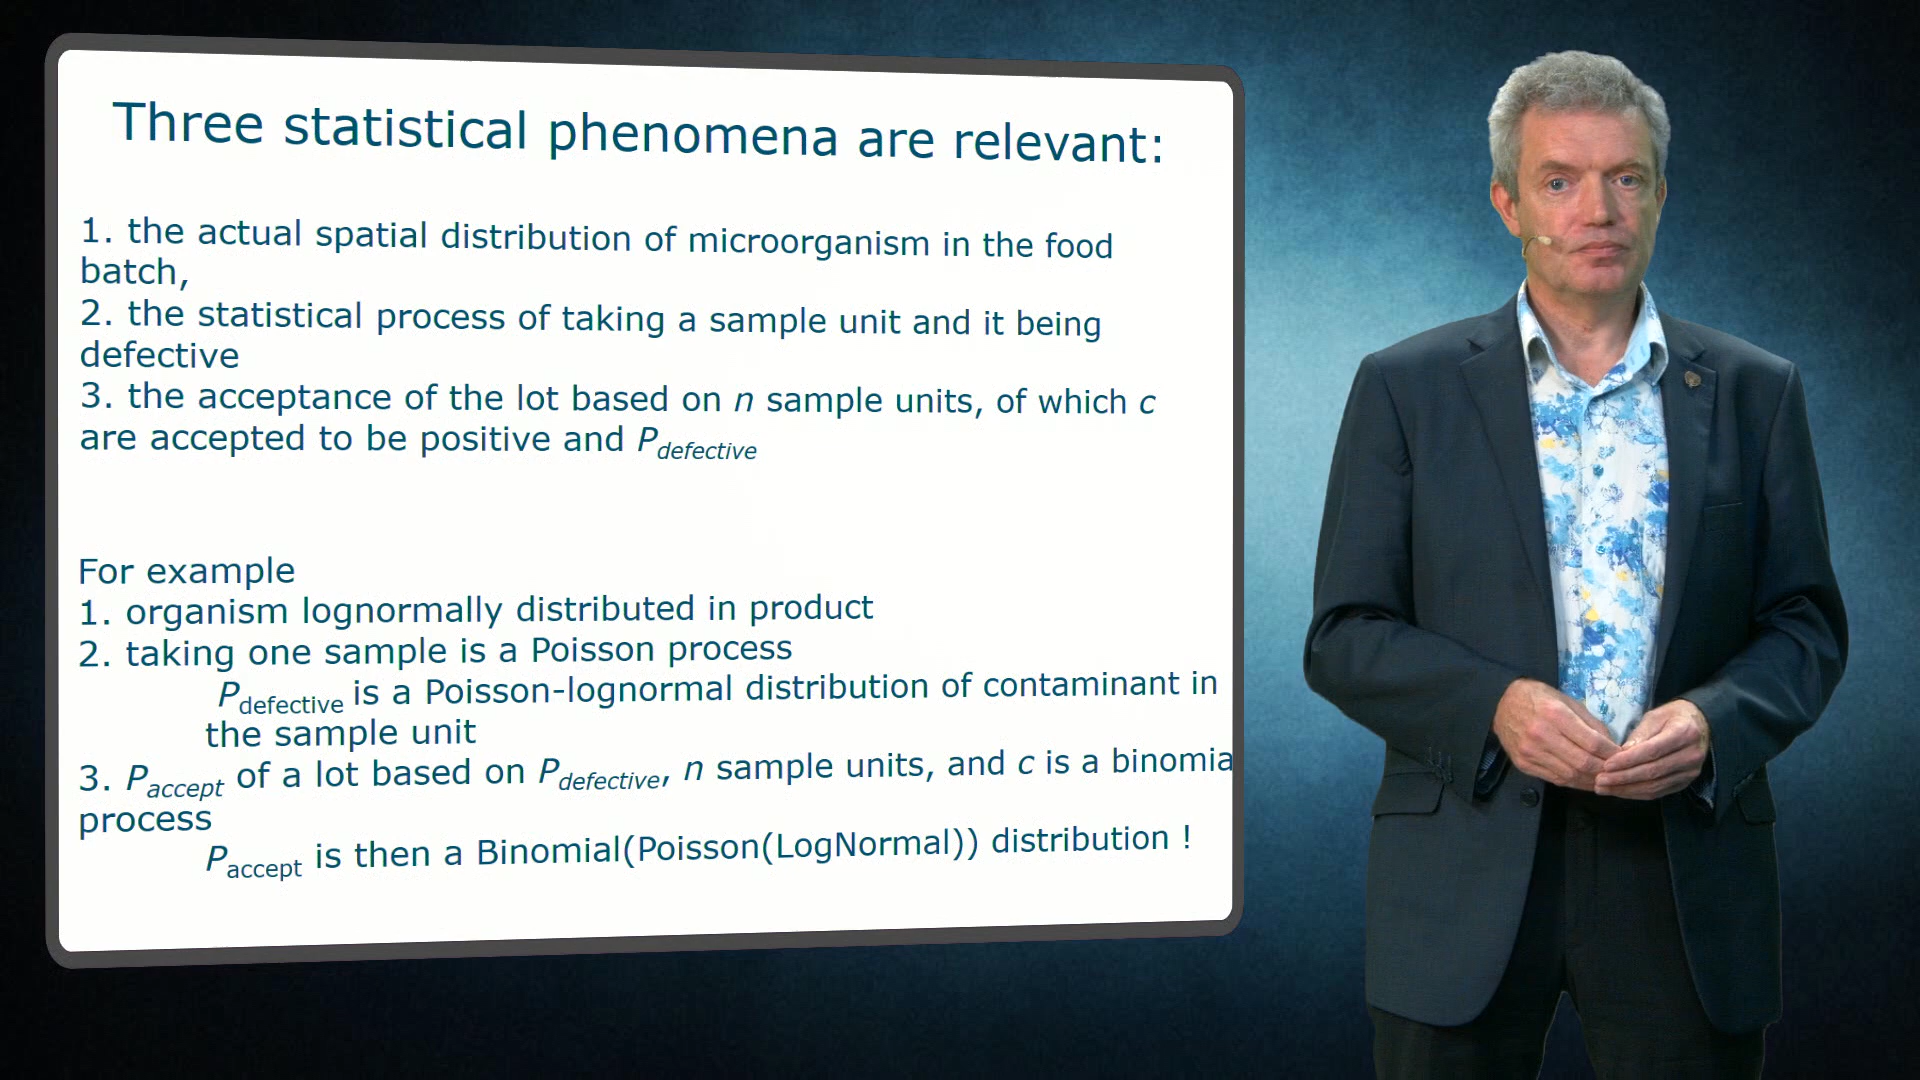 Three statistical phenomena are relevant:
1. the actual spatial distribution of microorganism in the food
batch,
2. the statistical process of taking a sample unit and it being
defective
3. the acceptance of the lot based on n sample units, of which c
are accepted to be positive and Pdefective
For example
1. organism lognormally distributed in product
2. taking one sample is a Poisson process
Pdefective is a Poisson-lognormal distribution of contaminant in
the sample unit
3. Paccept of a lot based on Pdefective, n sample units, and c is a binomia
process
Paccept is then a Binomial(Poisson(LogNormal)) distribution !